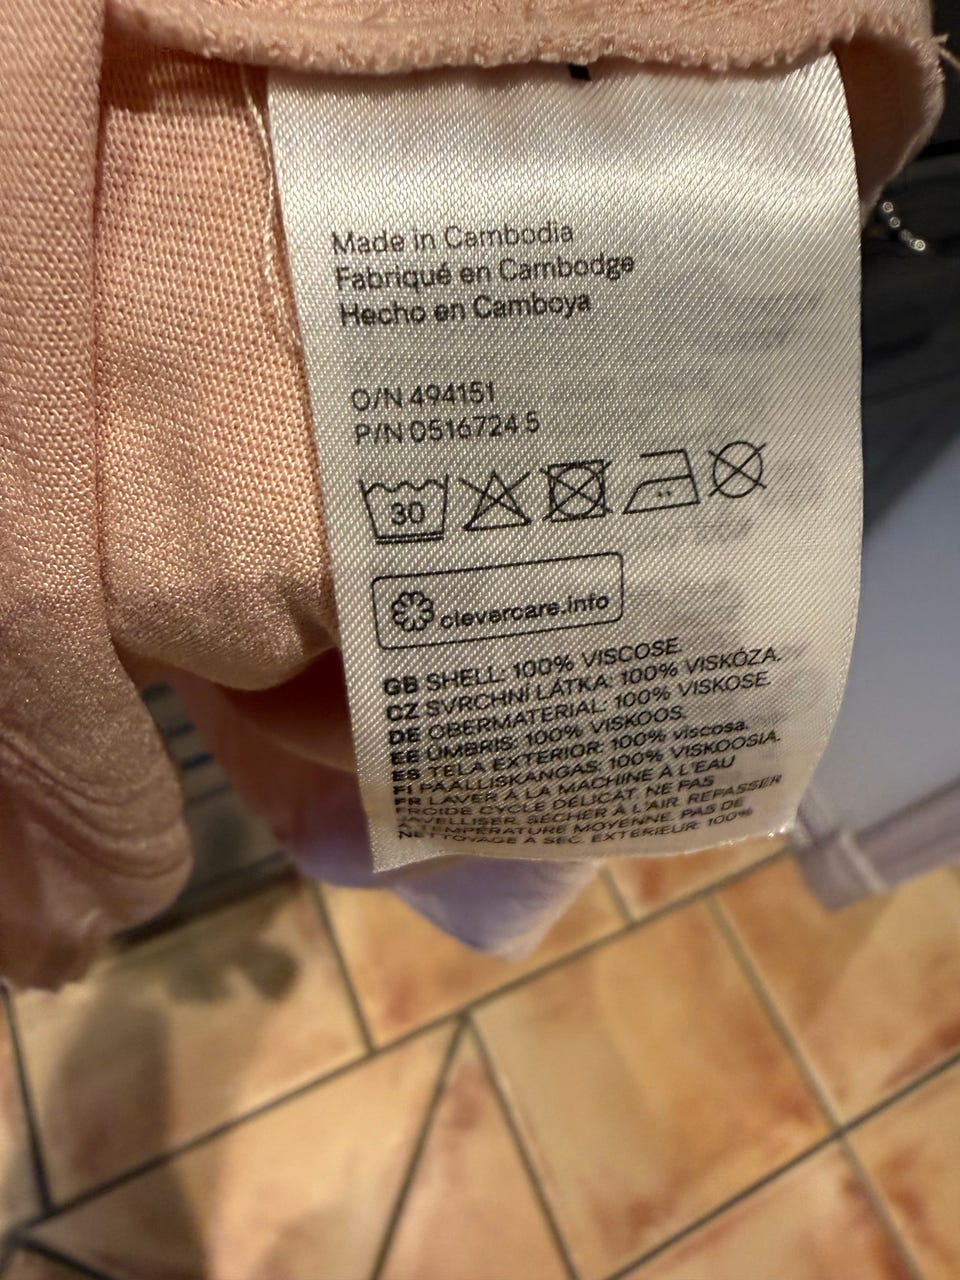 Made in Cambodia
Fabriqué en Cambodge
Hecho en Camboya
O/N 494151
P/N 0516724 5
30
clevercare.info
GB SHELL: 100% VISCOSE.
CZ SVRCHNÍ LÁTKA: 100% VISKÓZA.
DE OBERMATERIAL: 100% VISKOSE.
EE ÜMBRIS: 100% VISKOOS.
ES TELA EXTERIOR: 100% viscosa.
FI PÄÄLLISKANGAS: 100% VISKOOSIA.
FR LAVER À LA MACHINE À L'EAU
FROIDE CYCLE DÉLICAT. NE PAS
JAVELLISER. SÉCHER À L'AIR. REPASSER
À TEMPÉRATURE MOYENNE. PAS DE
NETTOYAGE À SEC. EXTÉRIEUR: 100%